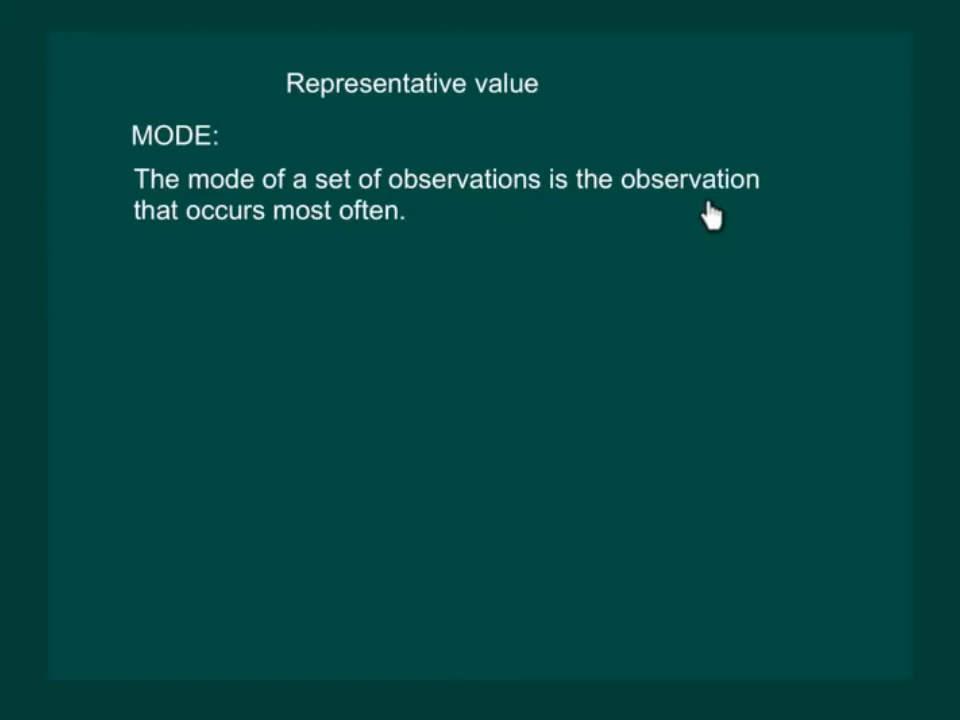 Representative value
MODE:
The mode of a set of observations is the observation
that occurs most often.